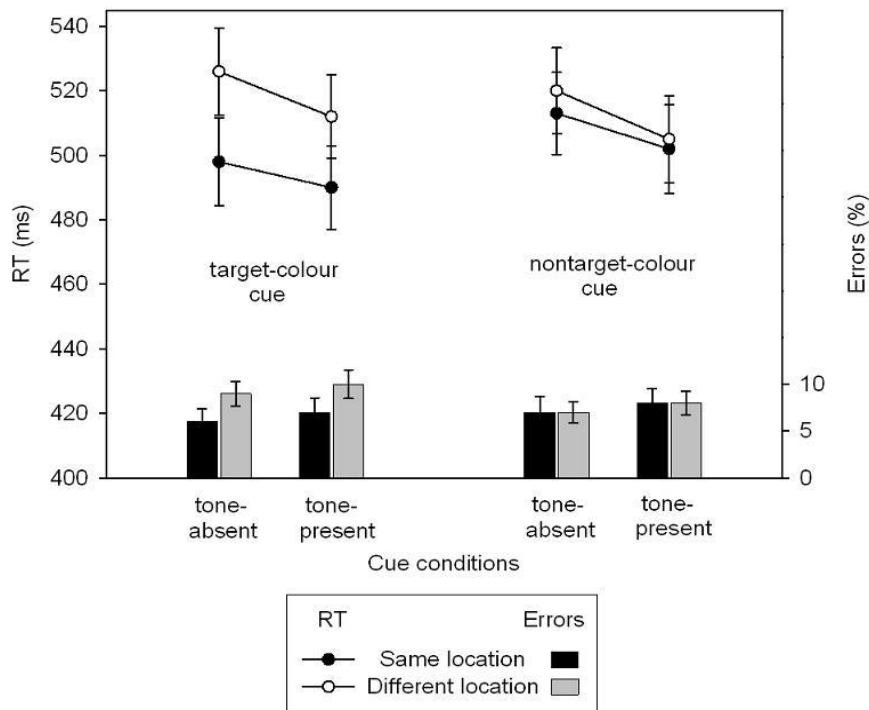 540
520
500
480
460
440
420
400
RT (ms)
target-colour
cue
nontarget-colour
cue
Errors (%)
10
5
0
tone-
absent
tone-
present
tone-
absent
tone-
present
Cue conditions
RT Errors
Same location
Different location